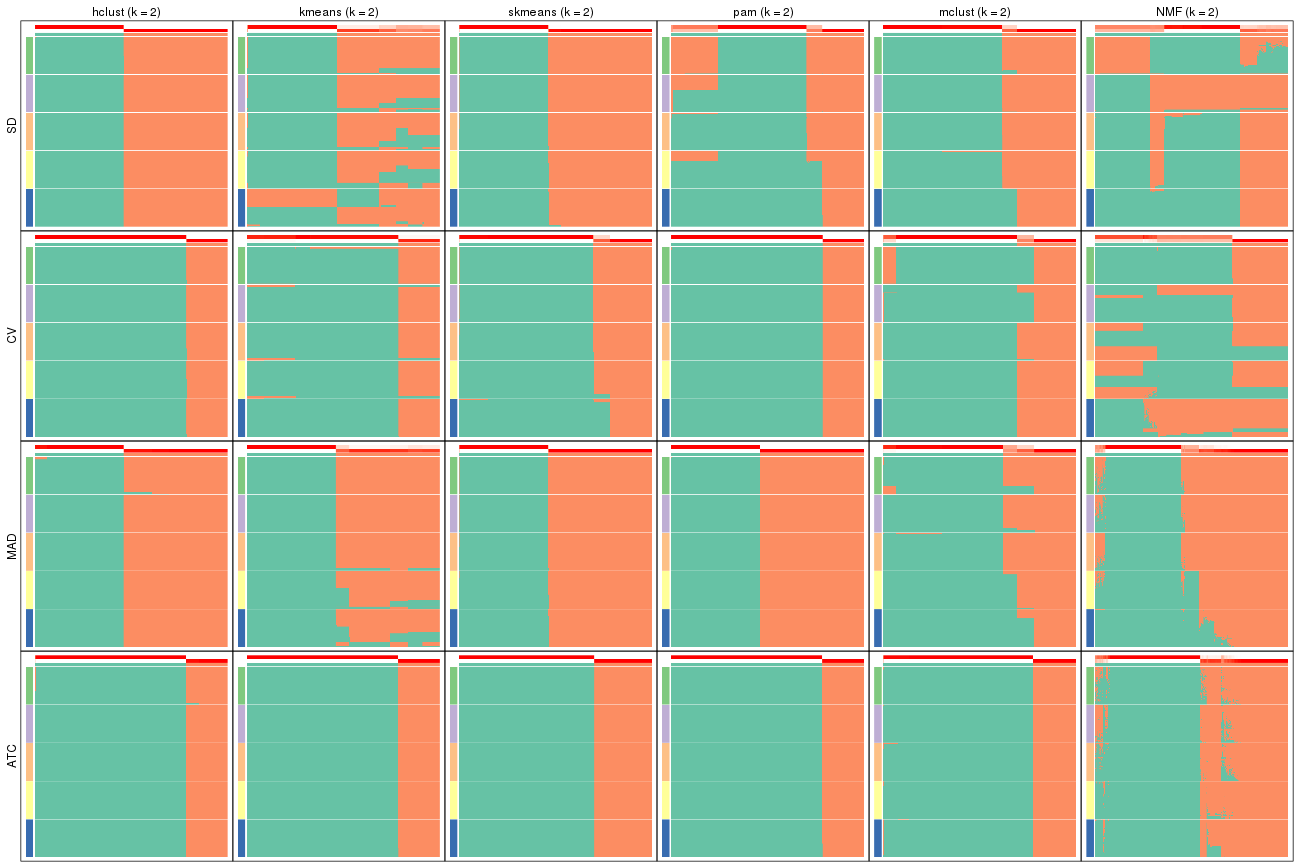 hclust (k = 2) kmeans (k = 2) skmeans (k = 2) pam (k = 2) mclust (k = 2) NMF (k = 2)
SD
CV
MAD
ATC